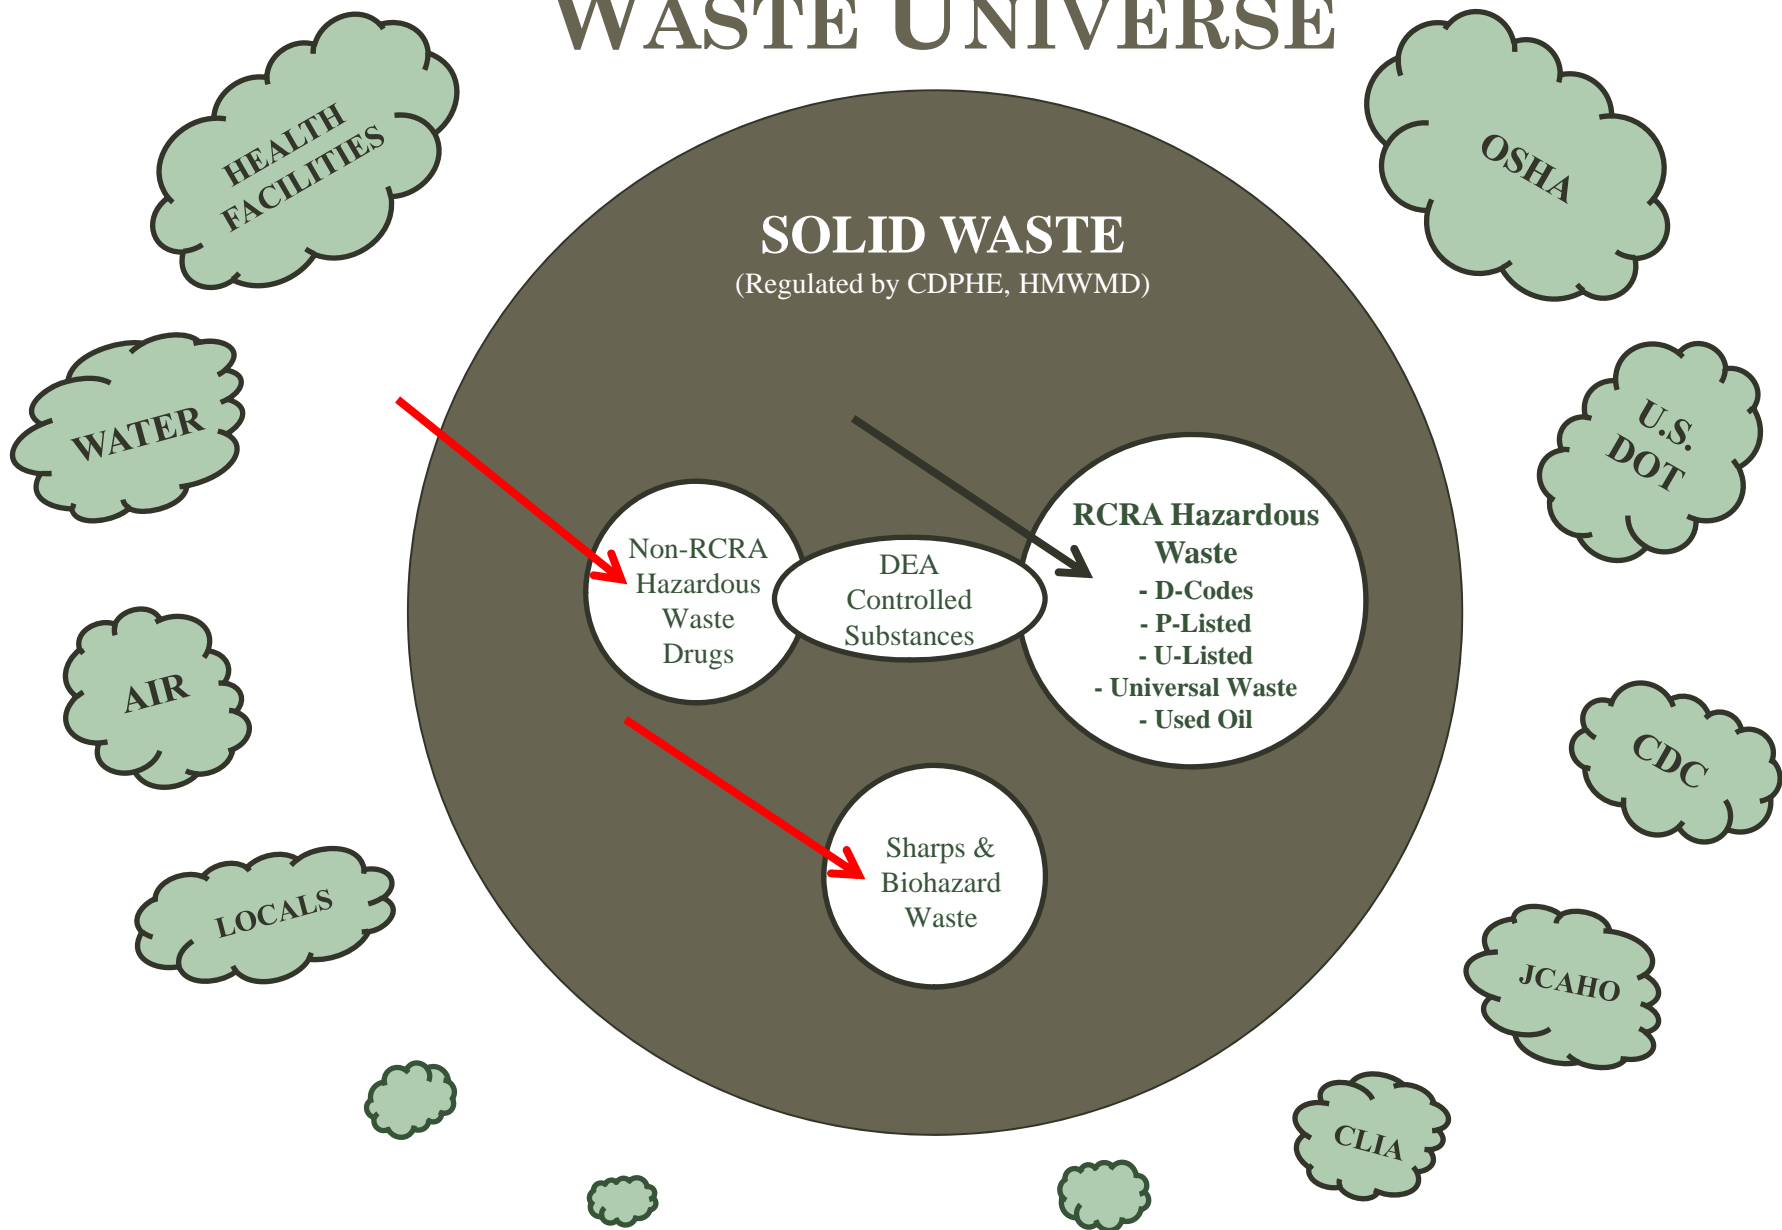 WASTE UNIVERSE
HEALTH
FACILITIES
OSHA
SOLID WASTE
(Regulated by CDPHE, HMWMD)
WATER
U.S.
DOT
Non-RCRA
Hazardous
Waste
Drugs
DEA
Controlled
Substances
RCRA Hazardous
Waste
- D-Codes
- P-Listed
- U-Listed
- Universal Waste
- Used Oil
AIR
CDC
Sharps &
Biohazard
Waste
LOCALS
JCAHO
CLIA